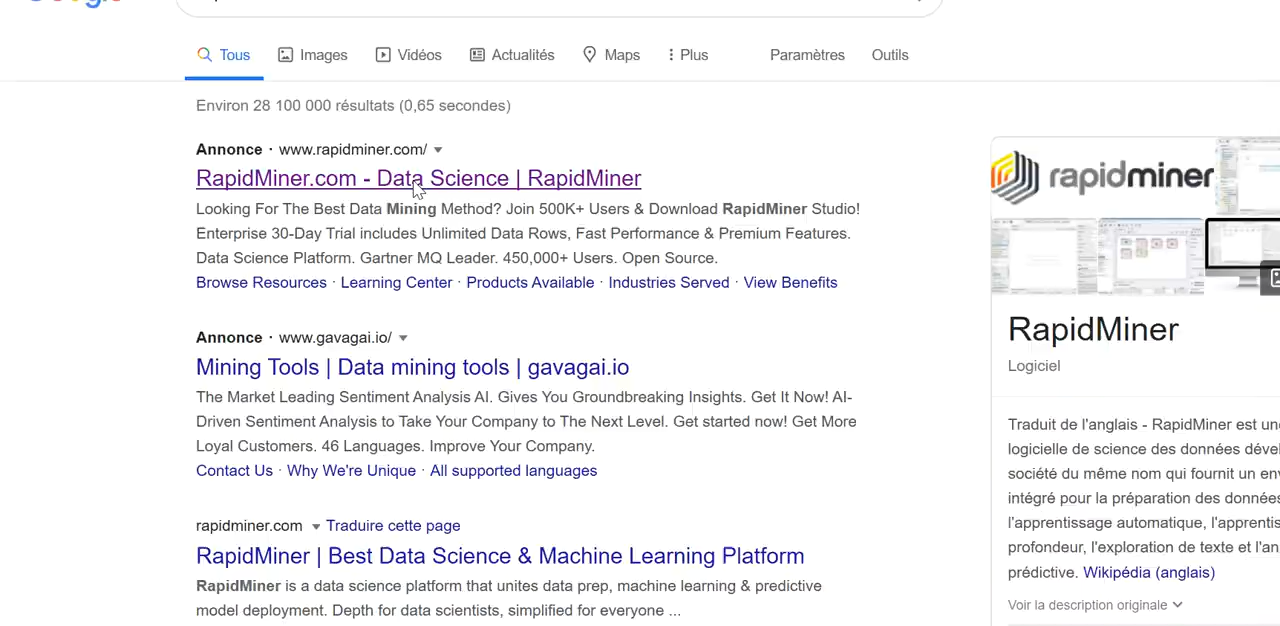 Tous Images Vidéos Actualités Maps Plus Paramètres Outils
Environ 28 100 000 résultats (0,65 secondes)
Annonce · www.rapidminer.com/
RapidMiner.com - Data Science | RapidMiner
Looking For The Best Data Mining Method? Join 500K+ Users & Download RapidMiner Studio!
Enterprise 30-Day Trial includes Unlimited Data Rows, Fast Performance & Premium Features.
Data Science Platform. Gartner MQ Leader. 450,000+ Users. Open Source.
Browse Resources · Learning Center · Products Available · Industries Served · View Benefits
Annonce · www.gavagai.io/
Mining Tools | Data mining tools | gavagai.io
The Market Leading Sentiment Analysis AI. Gives You Groundbreaking Insights. Get It Now! AI-
Driven Sentiment Analysis to Take Your Company to The Next Level. Get started now! Get More
Loyal Customers. 46 Languages. Improve Your Company.
Contact Us · Why We're Unique · All supported languages
rapidminer.com Traduire cette page
RapidMiner | Best Data Science & Machine Learning Platform
RapidMiner is a data science platform that unites data prep, machine learning & predictive
model deployment. Depth for data scientists, simplified for everyone ...
rapidminer
RapidMiner
Logiciel
Traduit de l'anglais - RapidMiner est
logicielle de science des données
société du même nom qui fournit un
intégré pour la préparation des données
l'apprentissage automatique,
profondeur, l'exploration de texte et
prédictive. Wikipédia (anglais)
Voir la description originale